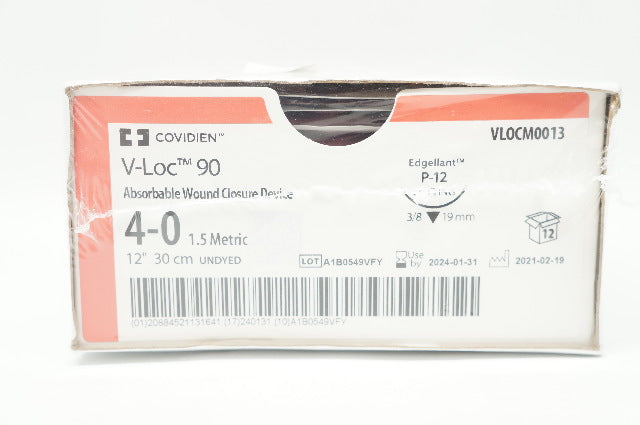 COVIDIEN™
VLOCM0013
V-Loc™ 90
Absorbable Wound Closure Device
Edgellant™
P-12
3/8 19 mm
4-0 1.5 Metric
12" 30 cm UNDYED
12
LOT A1B0549VFY
Use by 2024-01-31
2021-02-19
(01)20884521131641 (17)240131 (10)A1B0549VFY